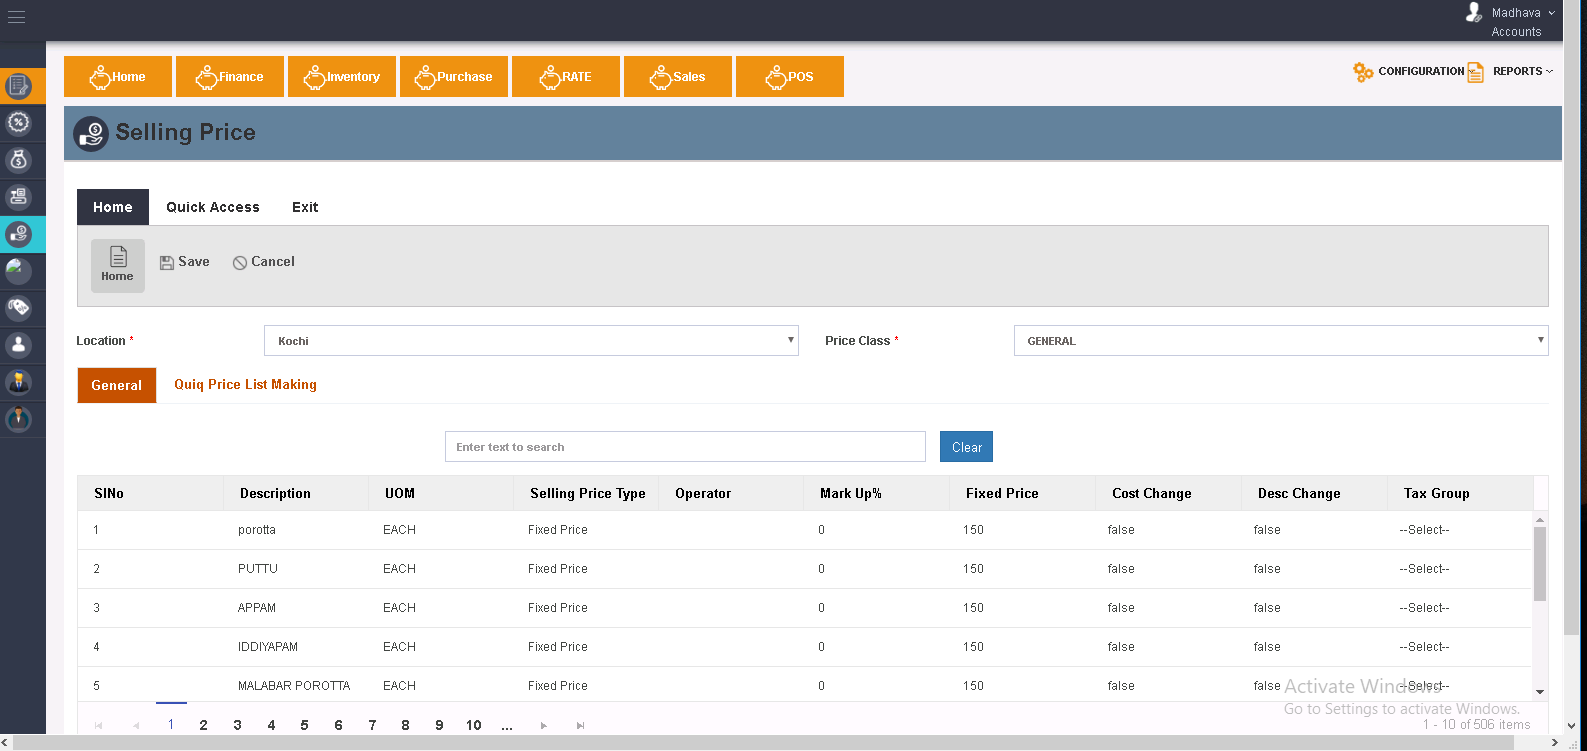 Madhava
Accounts
Home Finance Inventory Purchase RATE Sales POS
CONFIGURATION REPORTS
Selling Price
Home Quick Access Exit
Home Save Cancel
Location * Kochi Price Class * GENERAL
General Quiq Price List Making
Enter text to search Clear
SlNo Description UOM Selling Price Type Operator Mark Up% Fixed Price Cost Change Desc Change Tax Group
1 porotta EACH Fixed Price 0 150 false false --Select--
2 PUTTU EACH Fixed Price 0 150 false false --Select--
3 APPAM EACH Fixed Price 0 150 false false --Select--
4 IDDIYAPAM EACH Fixed Price 0 150 false false --Select--
5 MALABAR POROTTA EACH Fixed Price 0 150 false false --Select--
Activate Windows
Go to Settings to activate Windows.
1 2 3 4 5 6 7 8 9 10 ...
1 - 10 of 506 items